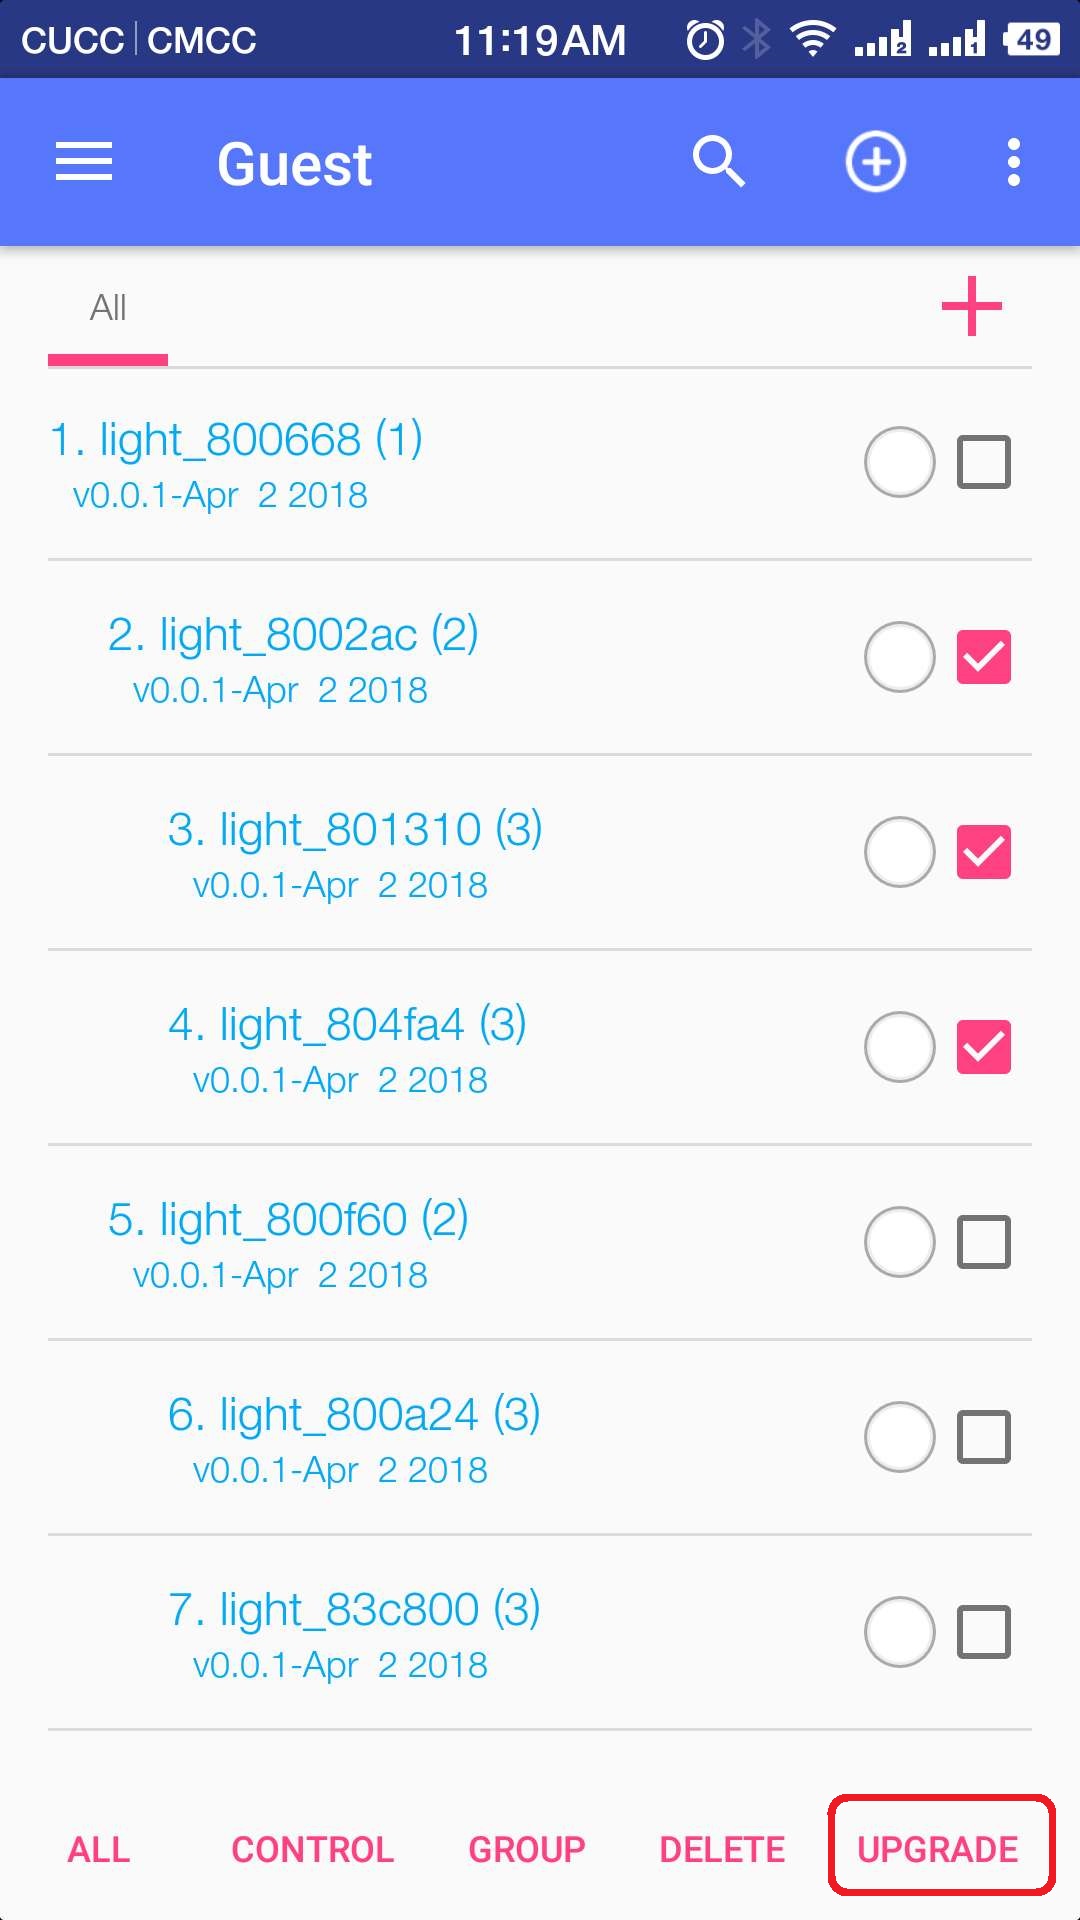 CUCC | CMCC 11:19AM 2 1 49
Guest
All
1. light_800668 (1)
v0.0.1-Apr  2 2018
2. light_8002ac (2)
v0.0.1-Apr  2 2018
3. light_801310 (3)
v0.0.1-Apr  2 2018
4. light_804fa4 (3)
v0.0.1-Apr  2 2018
5. light_800f60 (2)
v0.0.1-Apr  2 2018
6. light_800a24 (3)
v0.0.1-Apr  2 2018
7. light_83c800 (3)
v0.0.1-Apr  2 2018
ALL CONTROL GROUP DELETE UPGRADE